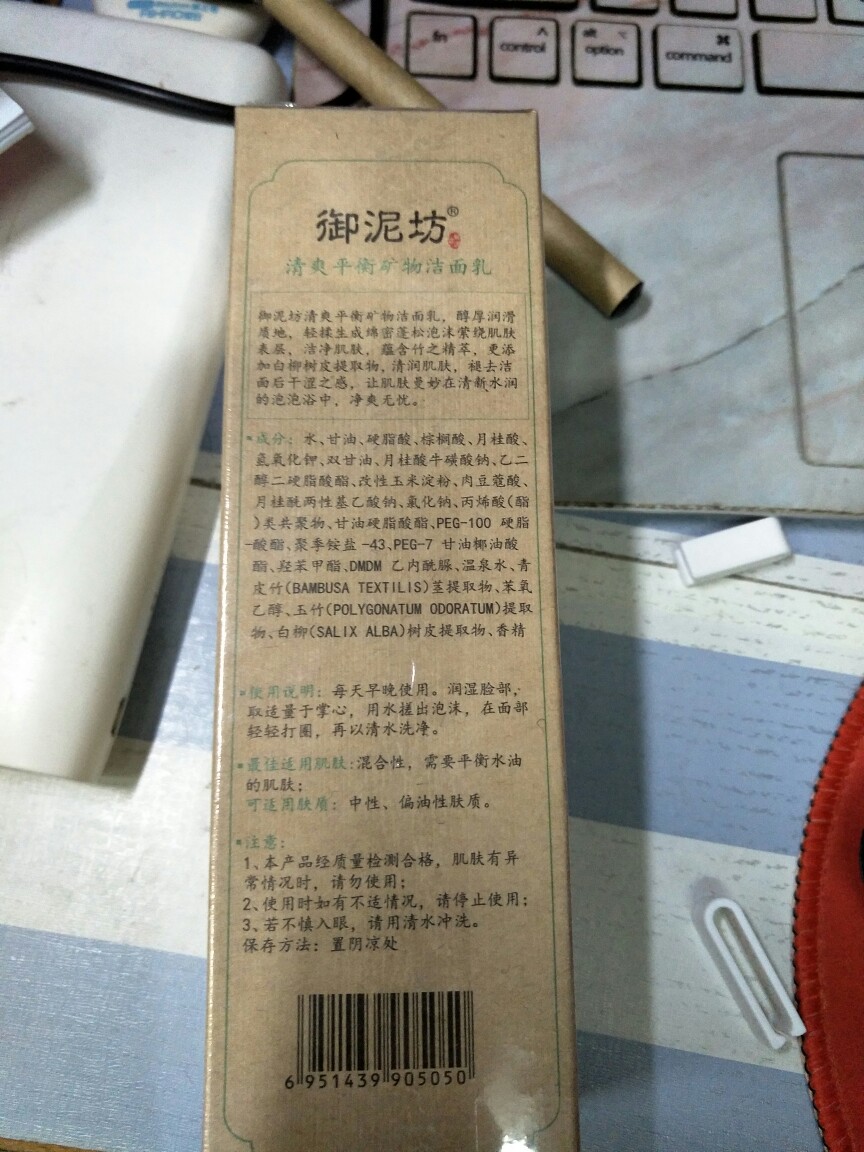 fn
control
alt
option
⌘
command
御泥坊®
清爽平衡矿物洁面乳
御泥坊清爽平衡矿物洁面乳，醇厚润滑
质地，轻揉生成绵密蓬松泡沫萦绕肌肤
表层，洁净肌肤，蕴含竹之精萃，更添
加白柳树皮提取物，清润肌肤，褪去洁
面后干涩之感，让肌肤曼妙在清新水润
的泡泡浴中，净爽无忧。
成分：水、甘油、硬脂酸、棕榈酸、月桂酸、
氢氧化钾、双甘油、月桂酸牛磺酸钠、乙二
醇二硬脂酸酯、改性玉米淀粉、肉豆蔻酸、
月桂酰两性基乙酸钠、氯化钠、丙烯酸(酯
)类共聚物、甘油硬脂酸酯、PEG-100 硬脂
酸酯、聚季铵盐-43、PEG-7 甘油椰油酸
酯、羟苯甲酯、DMDM 乙内酰脲、温泉水、青
皮竹(BAMBUSA TEXTILIS)茎提取物、苯氧
乙醇、玉竹(POLYGONATUM ODORATUM)提取
物、白柳(SALIX ALBA)树皮提取物、香精
使用说明：每天早晚使用。润湿脸部，
取适量于掌心，用水搓出泡沫，在面部
轻轻打圈，再以清水洗净。
最佳适用肌肤：混合性，需要平衡水油
的肌肤；
可适用肤质：中性、偏油性肤质。
注意：
1、本产品经质量检测合格，肌肤有异
常情况时，请勿使用；
2、使用时如有不适情况，请停止使用；
3、若不慎入眼，请用清水冲洗。
保存方法：置阴凉处
6 951439 905050